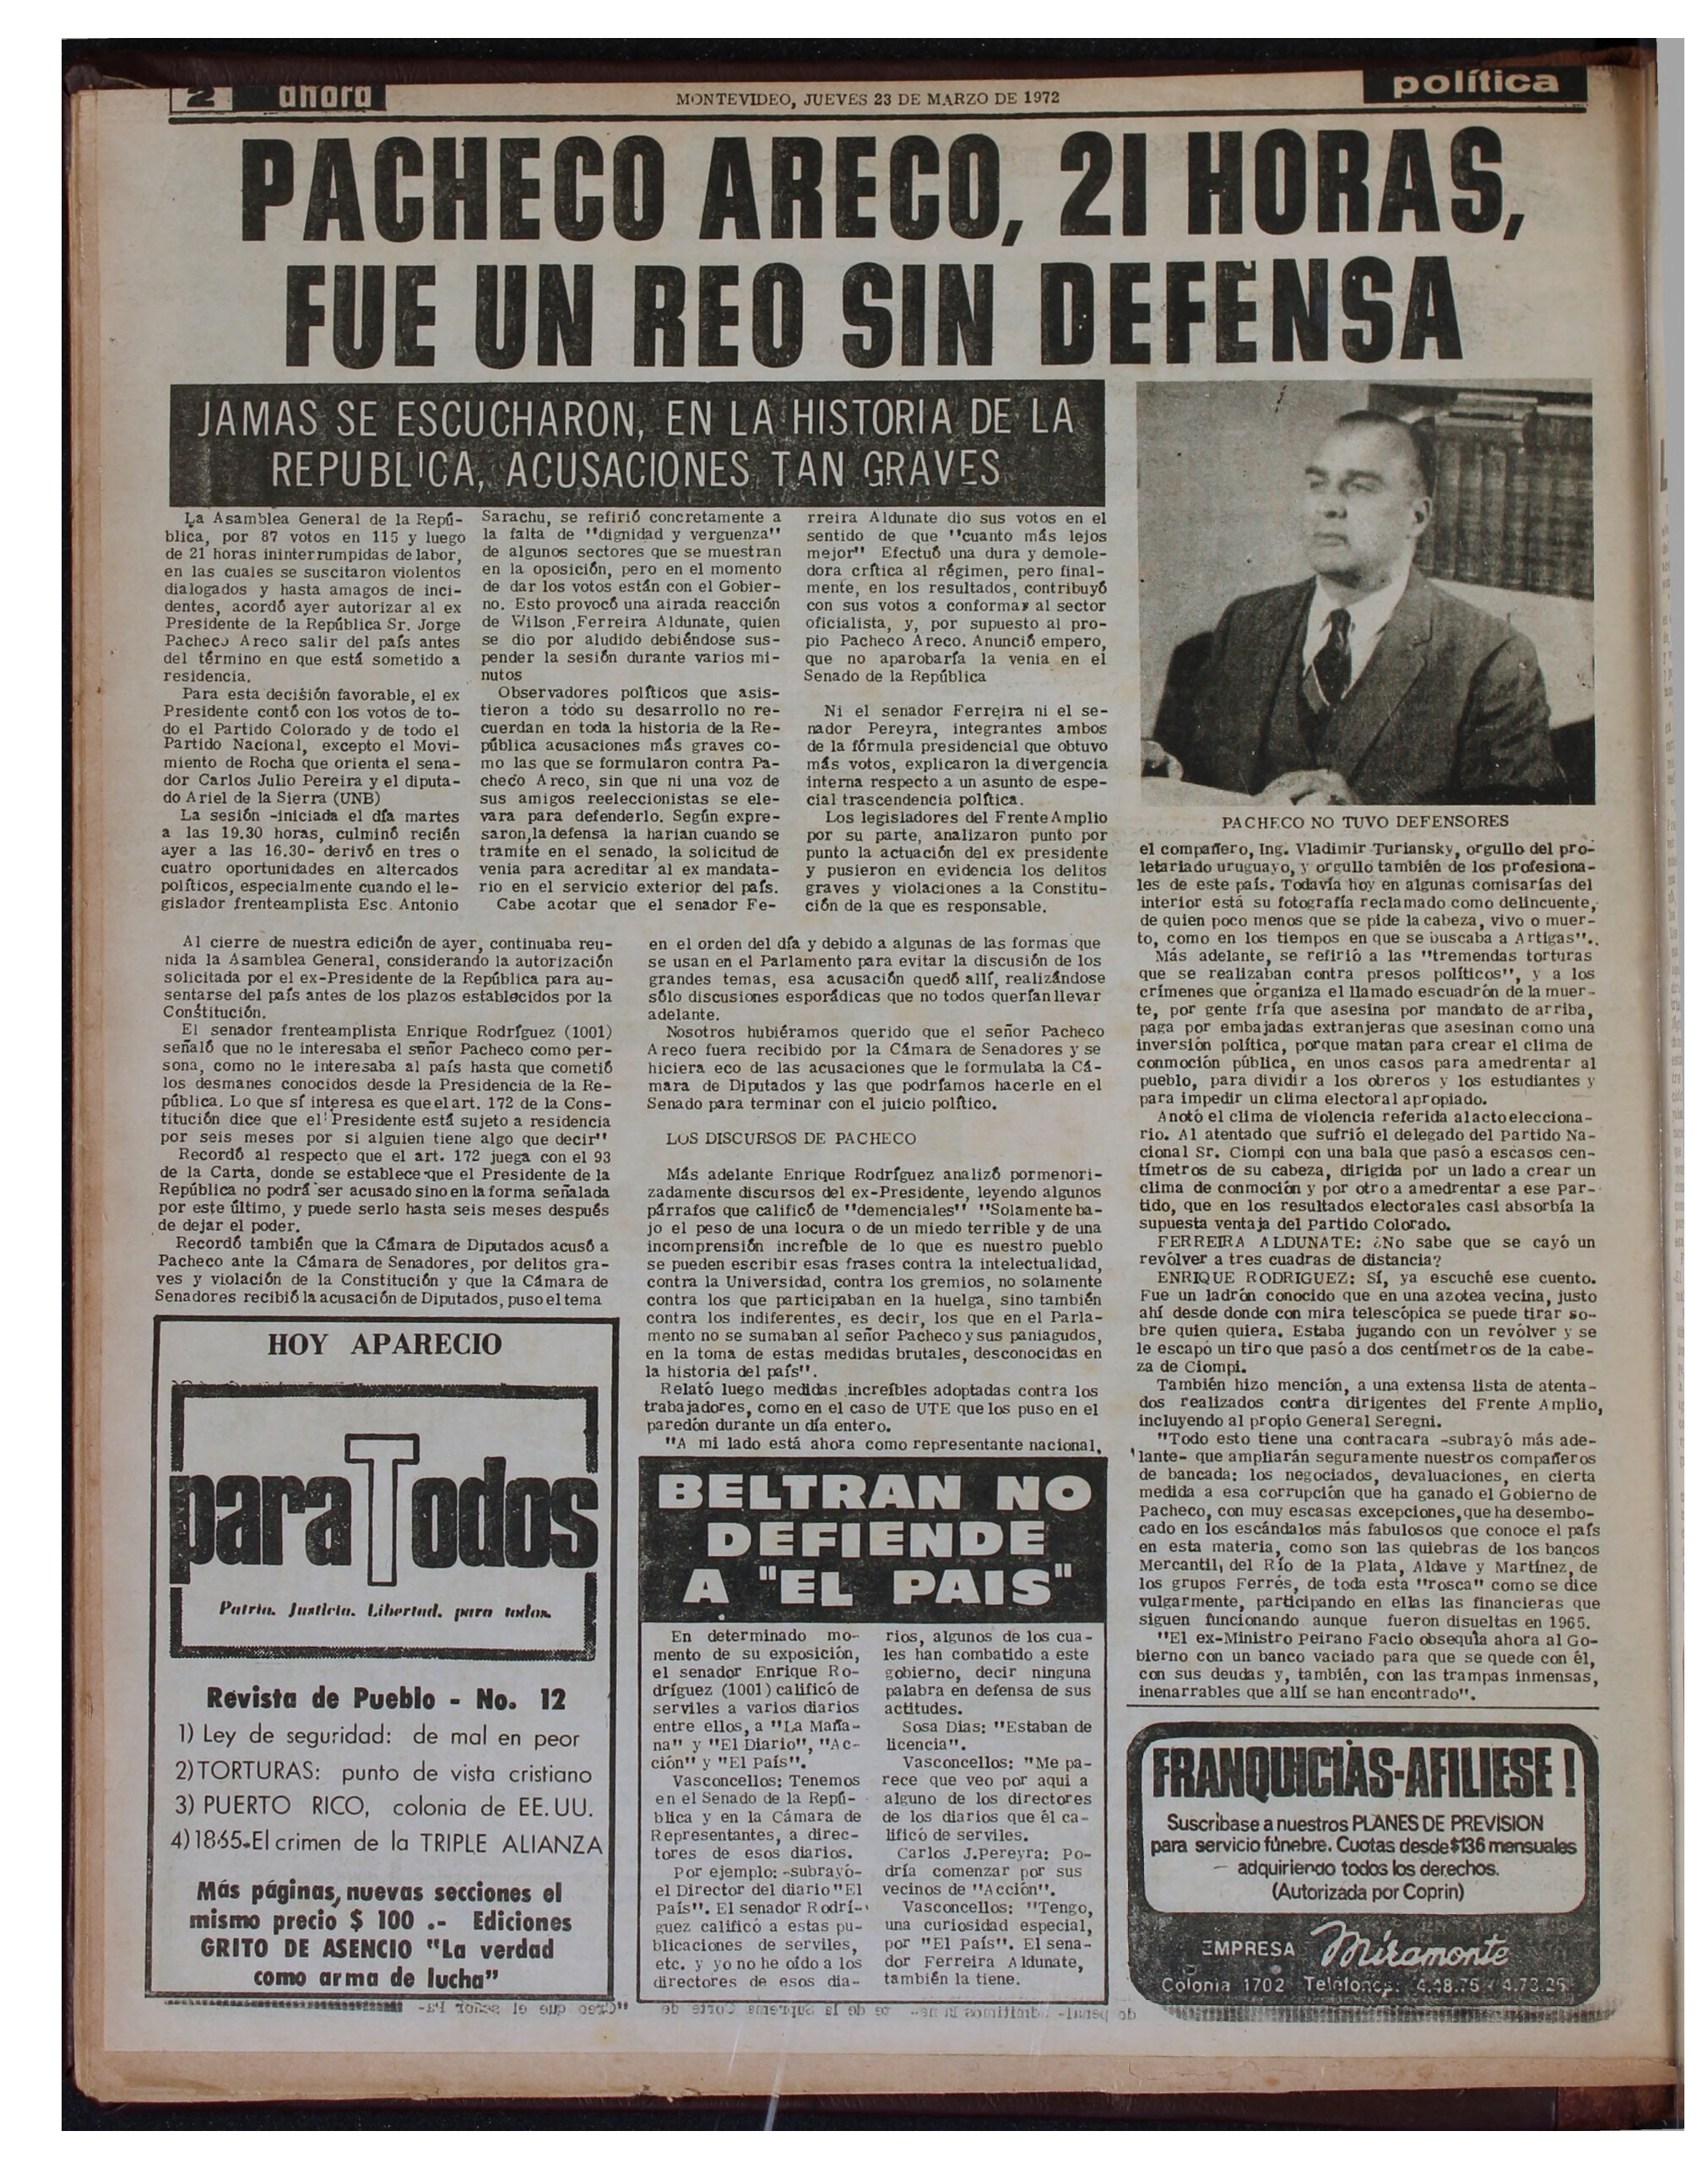 2 ahora
MONTEVIDEO, JUEVES 23 DE MARZO DE 1972
política
PACHECO ARECO, 21 HORAS,
FUE UN REO SIN DEFENSA
JAMAS SE ESCUCHARON, EN LA HISTORIA DE LA
REPUBLICA, ACUSACIONES TAN GRAVES
La Asamblea General de la Repú-
blica, por 87 votos en 115 y luego
de 21 horas ininterrumpidas de labor,
en las cuales se suscitaron violentos
dialogados y hasta amagos de inci-
dentes, acordó ayer autorizar al ex
Presidente de la República Sr. Jorge
Pacheco Areco salir del país antes
del término en que está sometido a
residencia.
Para esta decisión favorable, el ex
Presidente contó con los votos de to-
do el Partido Colorado y de todo el
Partido Nacional, excepto el Movi-
miento de Rocha que orienta el sena-
dor Carlos Julio Pereira y el diputa-
do Ariel de la Sierra (UNB)
La sesión -iniciada el día martes
a las 19.30 horas, culminó recién
ayer a las 16.30- derivó en tres o
cuatro oportunidades en altercados
políticos, especialmente cuando el le-
gislador frenteamplista Esc. Antonio
Sarachu, se refirió concretamente a
la falta de "dignidad y verguenza"
de algunos sectores que se muestran
en la oposición, pero en el momento
de dar los votos están con el Gobier-
no. Esto provocó una airada reacción
de Wilson Ferreira Aldunate, quien
se dio por aludido debiéndose sus-
pender la sesión durante varios mi-
nutos
Observadores políticos que asis-
tieron a todo su desarrollo no re-
cuerdan en toda la historia de la Re-
pública acusaciones más graves co-
mo las que se formularon contra Pa-
checo Areco, sin que ni una voz de
sus amigos reeleccionistas se ele-
vara para defenderlo. Según expre-
saron, la defensa la harían cuando se
tramite en el senado, la solicitud de
venia para acreditar al ex mandata-
rio en el servicio exterior del país.
Cabe acotar que el senador Fe-
rreira Aldunate dio sus votos en el
sentido de que "cuanto más lejos
mejor" Efectuó una dura y demole-
dora crítica al régimen, pero final-
mente, en los resultados, contribuyó
con sus votos a conformar al sector
oficialista, y, por supuesto al pro-
pio Pacheco Areco. Anunció empero,
que no aparobaría la venia en el
Senado de la República
Ni el senador Ferreira ni el se-
nador Pereyra, integrantes ambos
de la fórmula presidencial que obtuvo
más votos, explicaron la divergencia
interna respecto a un asunto de espe-
cial trascendencia política.
Los legisladores del Frente Amplio
por su parte, analizaron punto por
punto la actuación del ex presidente
y pusieron en evidencia los delitos
graves y violaciones a la Constitu-
ción de la que es responsable.
PACHECO NO TUVO DEFENSORES
Al cierre de nuestra edición de ayer, continuaba reu-
nida la Asamblea General, considerando la autorización
solicitada por el ex-Presidente de la República para au-
sentarse del país antes de los plazos establecidos por la
Constitución.
El senador frenteamplista Enrique Rodríguez (1001)
señaló que no le interesaba el señor Pacheco como per-
sona, como no le interesaba al país hasta que cometió
los desmanes conocidos desde la Presidencia de la Re-
pública. Lo que sí interesa es que el art. 172 de la Cons-
titución dice que el Presidente está sujeto a residencia
por seis meses por si alguien tiene algo que decir"
Recordó al respecto que el art. 172 juega con el 93
de la Carta, donde se establece que el Presidente de la
República no podrá ser acusado sino en la forma señalada
por este último, y puede serlo hasta seis meses después
de dejar el poder.
Recordó también que la Cámara de Diputados acusó a
Pacheco ante la Cámara de Senadores, por delitos gra-
ves y violación de la Constitución y que la Cámara de
Senadores recibió la acusación de Diputados, puso el tema
en el orden del día y debido a algunas de las formas que
se usan en el Parlamento para evitar la discusión de los
grandes temas, esa acusación quedó allí, realizándose
sólo discusiones esporádicas que no todos querían llevar
adelante.
Nosotros hubiéramos querido que el señor Pacheco
Areco fuera recibido por la Cámara de Senadores y se
hiciera eco de las acusaciones que le formulaba la Cá-
mara de Diputados y las que podríamos hacerle en el
Senado para terminar con el juicio político.
LOS DISCURSOS DE PACHECO
Más adelante Enrique Rodríguez analizó pormenori-
zadamente discursos del ex-Presidente, leyendo algunos
párrafos que calificó de "demenciales" "Solamente ba-
jo el peso de una locura o de un miedo terrible y de una
incomprensión increíble de lo que es nuestro pueblo
se pueden escribir esas frases contra la intelectualidad,
contra la Universidad, contra los gremios, no solamente
contra los que participaban en la huelga, sino también
contra los indiferentes, es decir, los que en el Parla-
mento no se sumaban al señor Pacheco y sus paniagudos,
en la toma de estas medidas brutales, desconocidas en
la historia del país".
Relató luego medidas increíbles adoptadas contra los
trabajadores, como en el caso de UTE que los puso en el
paredón durante un día entero.
"A mi lado está ahora como representante nacional,
el compañero, Ing. Vladimir Turiansky, orgullo del pro-
letariado uruguayo, y orgullo también de los profesiona-
les de este país. Todavía hoy en algunas comisarías del
interior está su fotografía reclamado como delincuente,
de quien poco menos que se pide la cabeza, vivo o muer-
to, como en los tiempos en que se buscaba a Artigas"..
Más adelante, se refirió a las "tremendas torturas
que se realizaban contra presos políticos", y a los
crímenes que organiza el llamado escuadrón de la muer-
te, por gente fría que asesina por mandato de arriba,
paga por embajadas extranjeras que asesinan como una
inversión política, porque matan para crear el clima de
conmoción pública, en unos casos para amedrentar al
pueblo, para dividir a los obreros y los estudiantes y
para impedir un clima electoral apropiado.
Anotó el clima de violencia referida al acto elecciona-
rio. Al atentado que sufrió el delegado del Partido Na-
cional Sr. Ciompi con una bala que pasó a escasos cen-
tímetros de su cabeza, dirigida por un lado a crear un
clima de conmoción y por otro a amedrentar a ese Par-
tido, que en los resultados electorales casi absorbía la
supuesta ventaja del Partido Colorado.
FERREIRA ALDUNATE: ¿No sabe que se cayó un
revólver a tres cuadras de distancia?
ENRIQUE RODRIGUEZ: Sí, ya escuché ese cuento.
Fue un ladrón conocido que en una azotea vecina, justo
ahí desde donde con mira telescópica se puede tirar so-
bre quien quiera. Estaba jugando con un revólver y se
le escapó un tiro que pasó a dos centímetros de la cabe-
za de Ciompi.
También hizo mención, a una extensa lista de atenta-
dos realizados contra dirigentes del Frente Amplio,
incluyendo al propio General Seregni.
"Todo esto tiene una contracara -subrayó más ade-
lante- que ampliarán seguramente nuestros compañeros
de bancada: los negociados, devaluaciones, en cierta
medida a esa corrupción que ha ganado el Gobierno de
Pacheco, con muy escasas excepciones, que ha desembo-
cado en los escándalos más fabulosos que conoce el país
en esta materia, como son las quiebras de los bancos
Mercantil, del Río de la Plata, Aldave y Martínez, de
los grupos Ferrés, de toda esta "rosca" como se dice
vulgarmente, participando en ellas las financieras que
siguen funcionando aunque fueron disueltas en 1965.
"El ex-Ministro Peirano Facio obsequia ahora al Go-
bierno con un banco vaciado para que se quede con él,
con sus deudas y, también, con las trampas inmensas,
inenarrables que allí se han encontrado".
HOY APARECIO
paraTodos
Patria. Justicia. Libertad. para todos.
Revista de Pueblo - No. 12
1) Ley de seguridad: de mal en peor
2) TORTURAS: punto de vista cristiano
3) PUERTO RICO, colonia de EE. UU.
4) 1865-El crimen de la TRIPLE ALIANZA
Más páginas, nuevas secciones el
mismo precio $ 100 .- Ediciones
GRITO DE ASENCIO "La verdad
como arma de lucha"
BELTRAN NO
DEFIENDE
A "EL PAIS"
En determinado mo-
mento de su exposición,
el senador Enrique Ro-
dríguez (1001) calificó de
serviles a varios diarios
entre ellos, a "La Maña-
na" y "El Diario", "Ac-
ción" y "El País".
Vasconcellos: Tenemos
en el Senado de la Repú-
blica y en la Cámara de
Representantes, a direc-
tores de esos diarios.
Por ejemplo: -subrayó-
el Director del diario "El
País". El senador Rodrí-
guez calificó a estas pu-
blicaciones de serviles,
etc. y yo no he oído a los
directores de esos dia-
rios, algunos de los cua-
les han combatido a este
gobierno, decir ninguna
palabra en defensa de sus
actitudes.
Sosa Dias: "Estaban de
licencia".
Vasconcellos: "Me pa-
rece que veo por aqui a
alguno de los directores
de los diarios que él ca-
lificó de serviles.
Carlos J.Pereyra: Po-
dría comenzar por sus
vecinos de "Acción".
Vasconcellos: "Tengo,
una curiosidad especial,
por "El País". El sena-
dor Ferreira Aldunate,
también la tiene.
FRANQUICIAS-AFILIESE !
Suscribase a nuestros PLANES DE PREVISION
para servicio fúnebre. Cuotas desde $136 mensuales
— adquiriendo todos los derechos.
(Autorizada por Coprin)
EMPRESA Miramonte
Colonia 1702 Teléfonos: 4.48.75 / 4.73.25